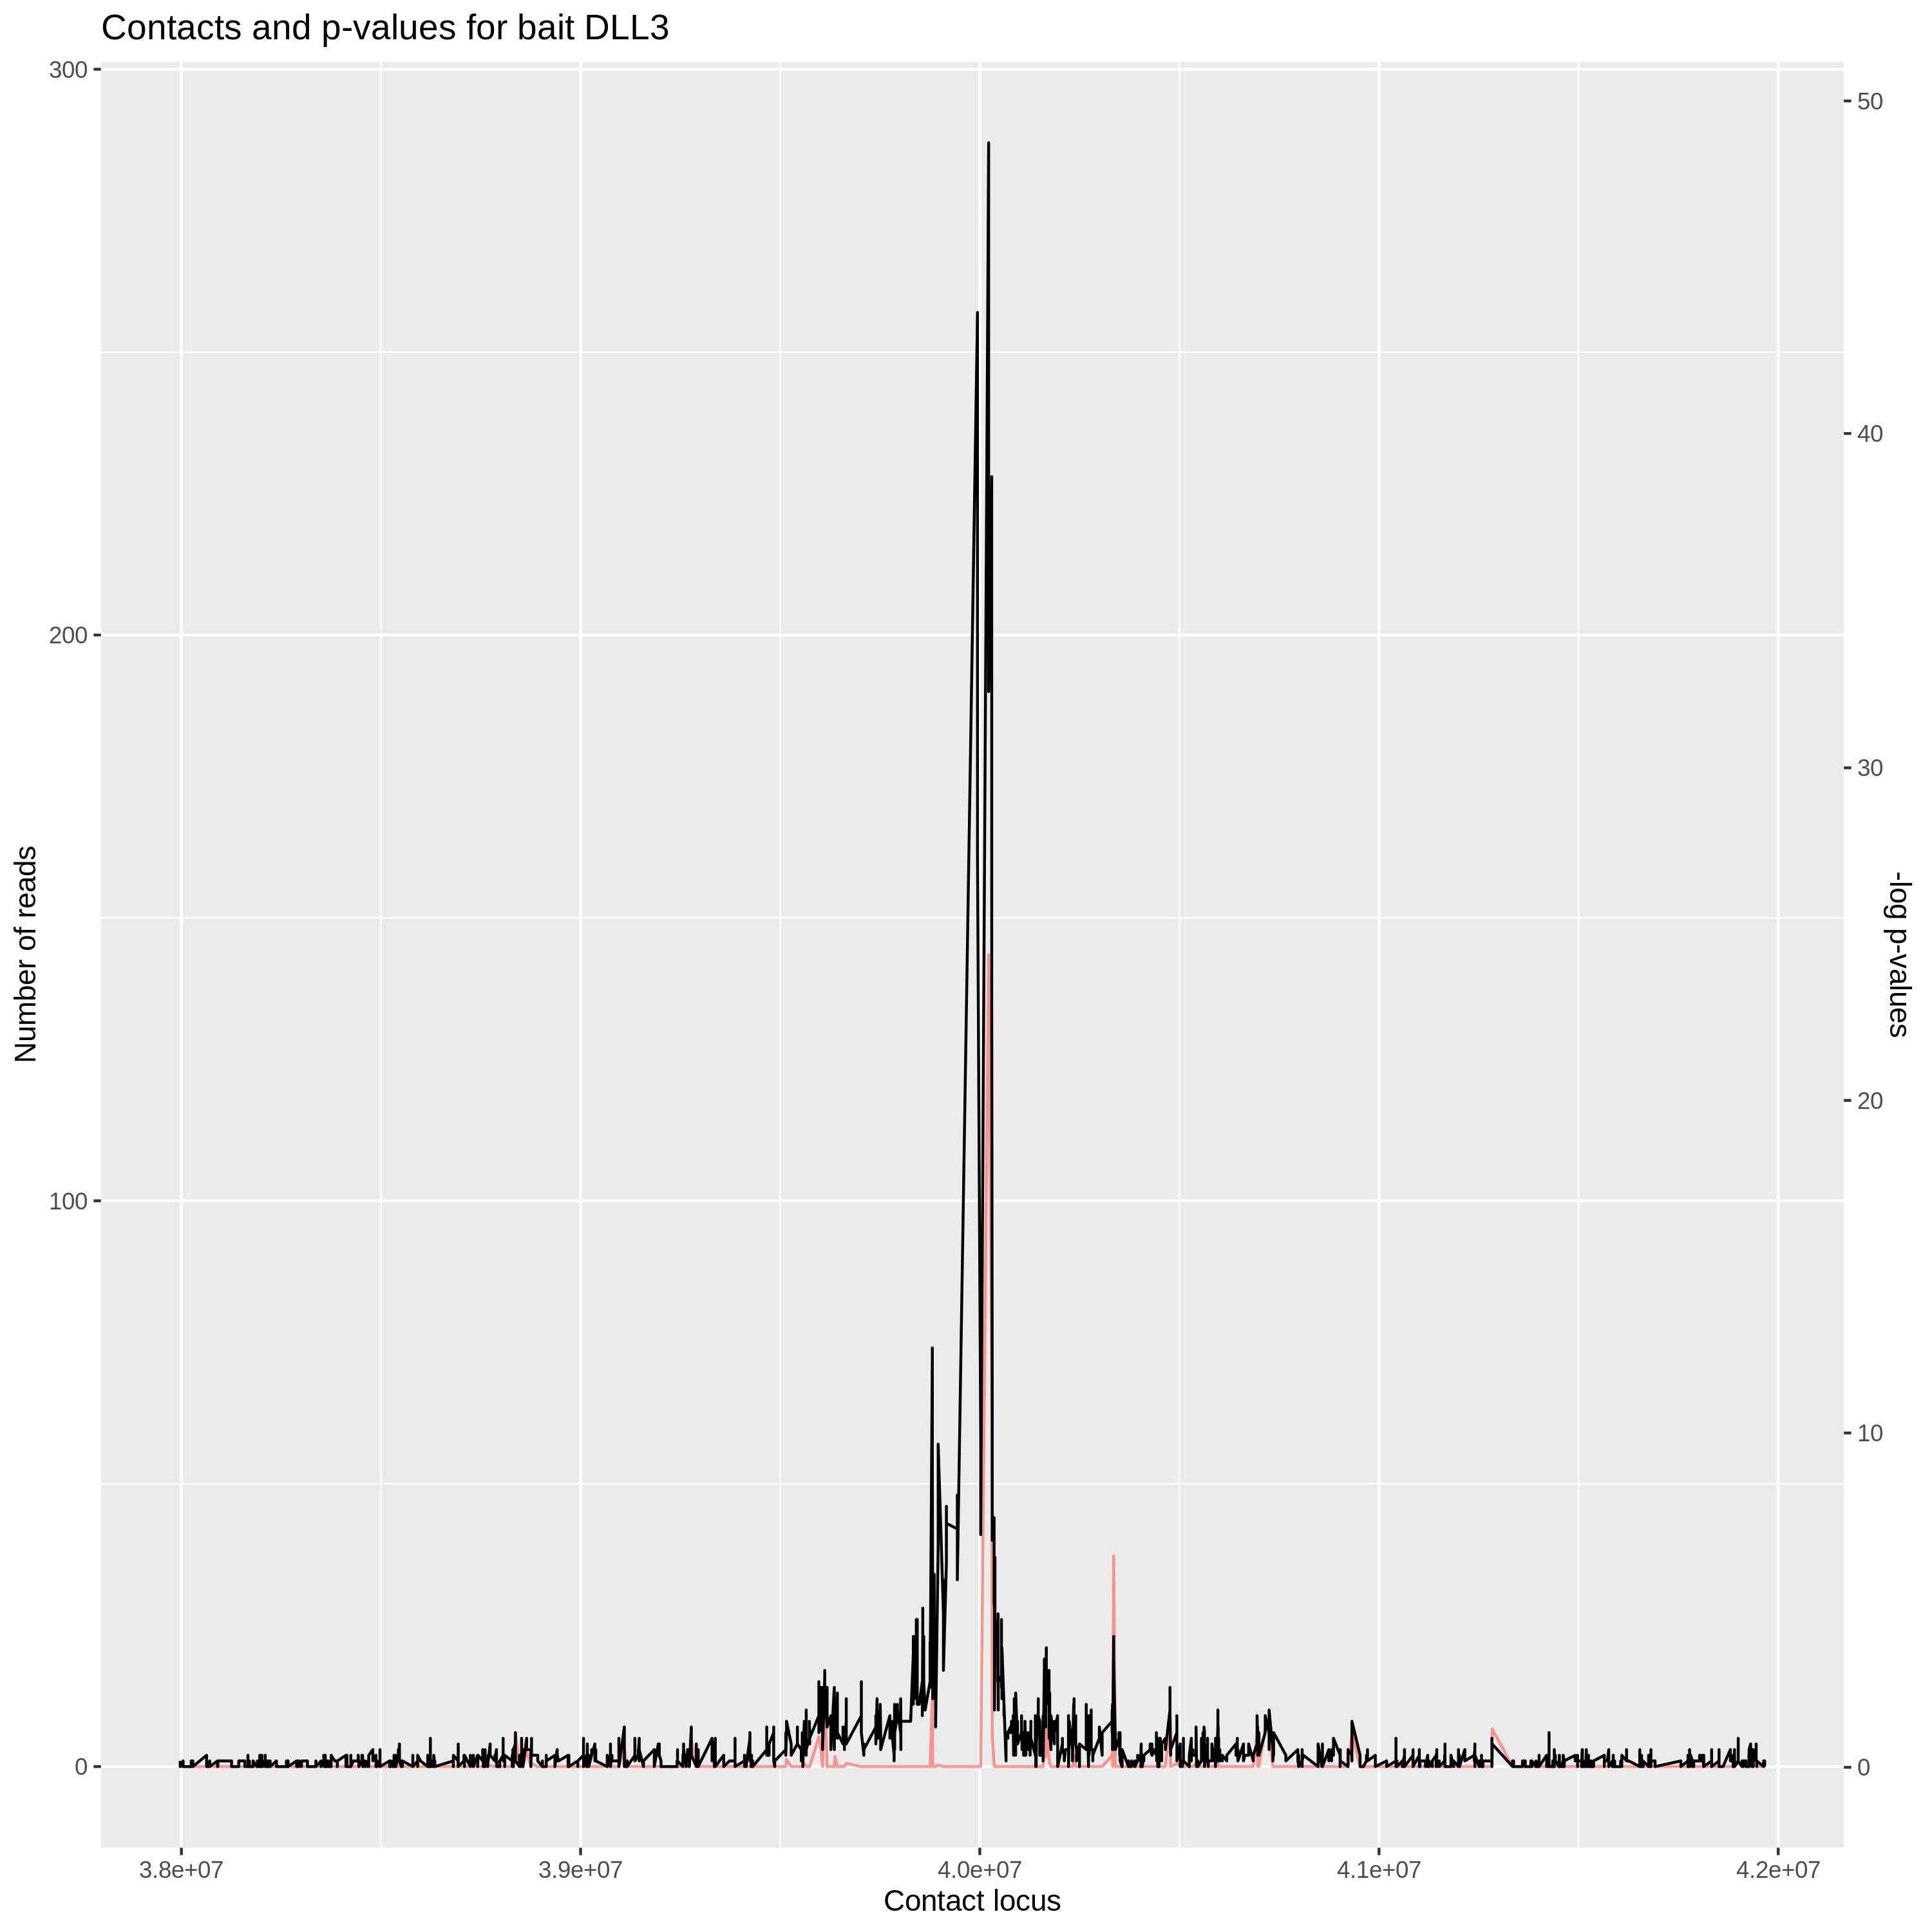 Contacts and p-values for bait DLL3
300
200
100
0
Number of reads
50
40
30
20
10
0
-log p-values
3.8e+07
3.9e+07
4.0e+07
4.1e+07
4.2e+07
Contact locus